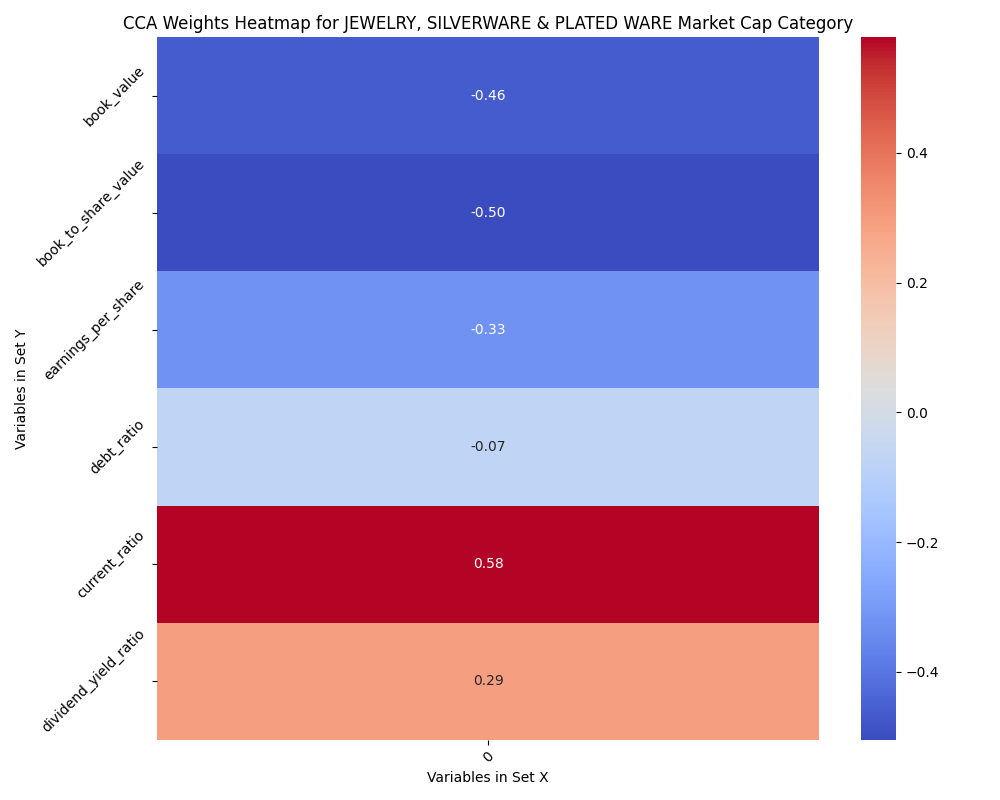 CCA Weights Heatmap for JEWELRY, SILVERWARE & PLATED WARE Market Cap Category
Variables in Set Y
book_value
-0.46
book_to_share_value
-0.50
earnings_per_share
-0.33
debt_ratio
-0.07
current_ratio
0.58
dividend_yield_ratio
0.29
0
Variables in Set X
0.4
0.2
0.0
−0.2
−0.4